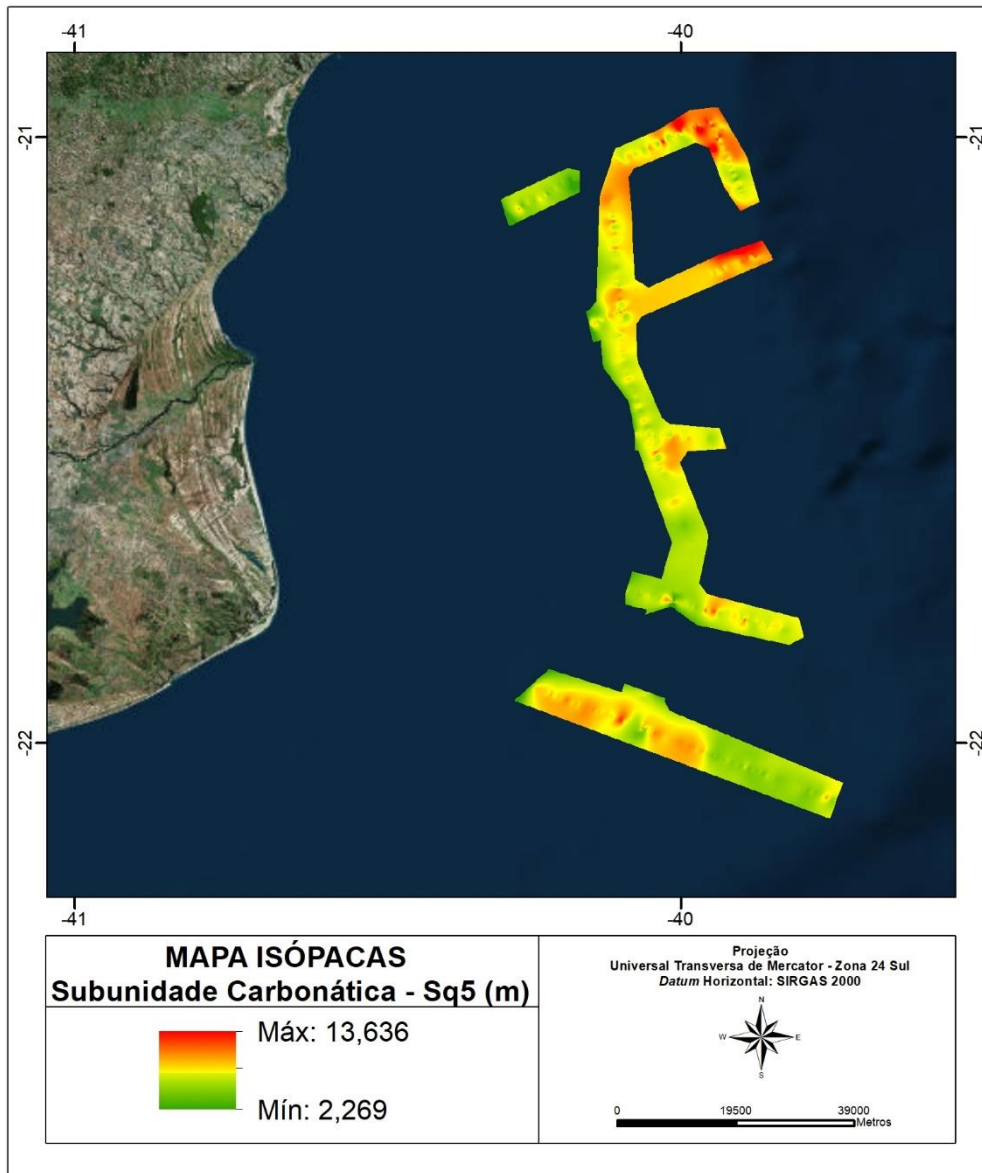 -41
-40
-21
-21
-22
-22
-41
-40
MAPA ISÓPACAS
Subunidade Carbonática - Sq5 (m)
Máx: 13,636
Mín: 2,269
Projeção
Universal Transversa de Mercator - Zona 24 Sul
Datum Horizontal: SIRGAS 2000
N
W
E
S
0
19500
39000
Metros